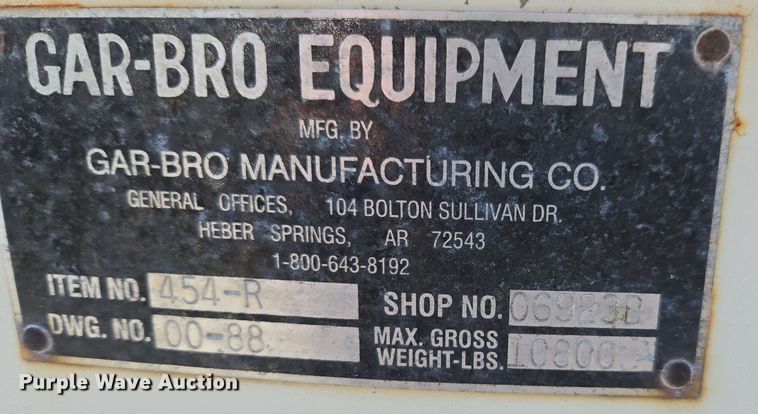 GAR-BRO EQUIPMENT
MFG. BY
GAR-BRO MANUFACTURING CO.
GENERAL OFFICES, 104 BOLTON SULLIVAN DR.
HEBER SPRINGS, AR 72543
1-800-643-8192
ITEM NO. 454-R
SHOP NO. 06923B
DWG. NO. 00-88
MAX. GROSS
WEIGHT-LBS. 10800
Purple Wave Auction